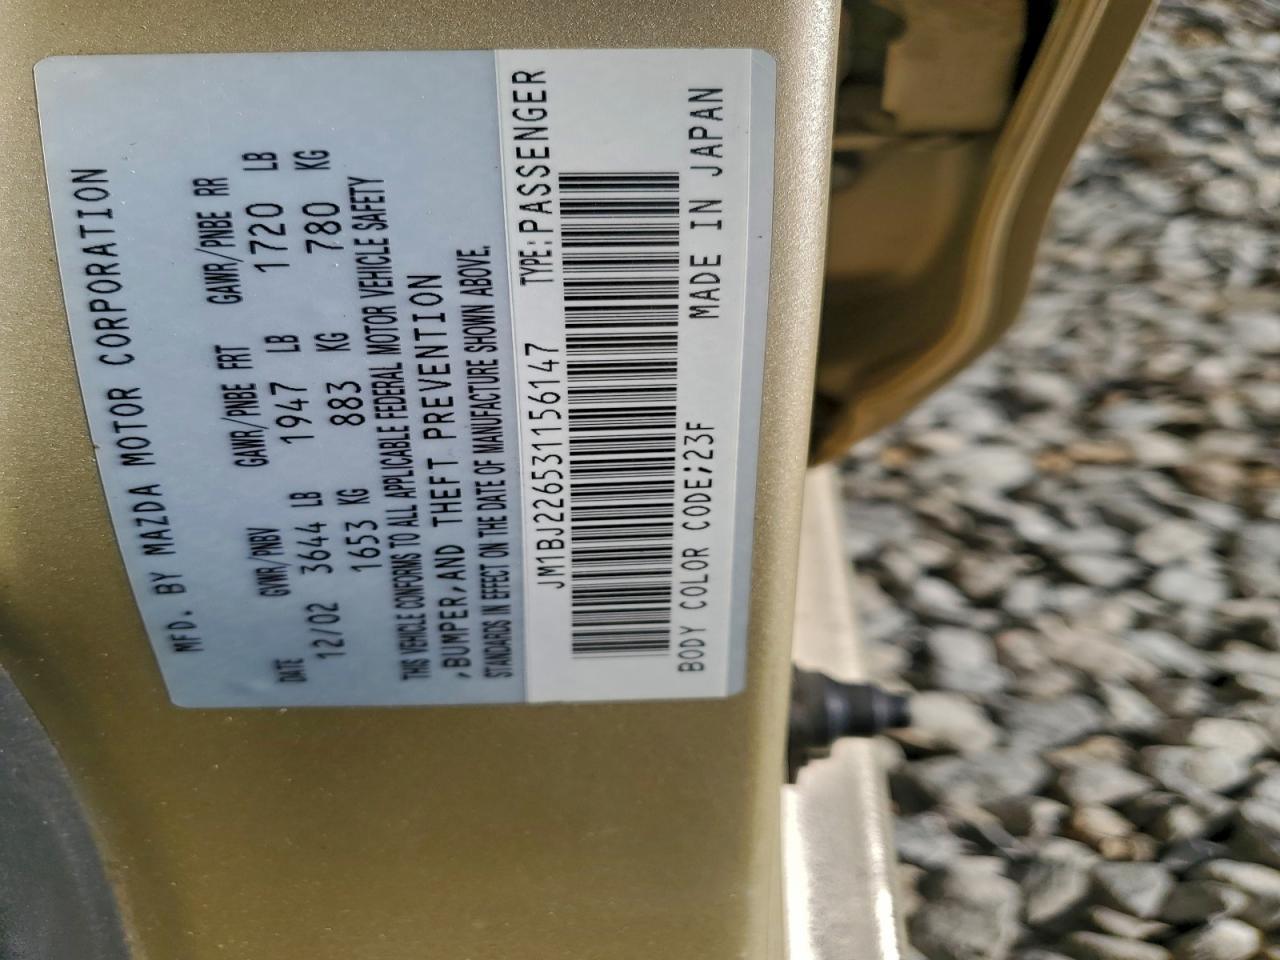 MFD. BY MAZDA MOTOR CORPORATION
DATE GWR/PNBV GAWR/PNBE FRT GAWR/PNBE RR
12/02 3644 LB 1947 LB 1720 LB
1653 KG 883 KG 780 KG
THIS VEHICLE CONFORMS TO ALL APPLICABLE FEDERAL MOTOR VEHICLE SAFETY
,BUMPER,AND THEFT PREVENTION
STANDARDS IN EFFECT ON THE DATE OF MANUFACTURE SHOWN ABOVE.
JM1BJ226531156147 TYPE:PASSENGER
BODY COLOR CODE;23F MADE IN JAPAN